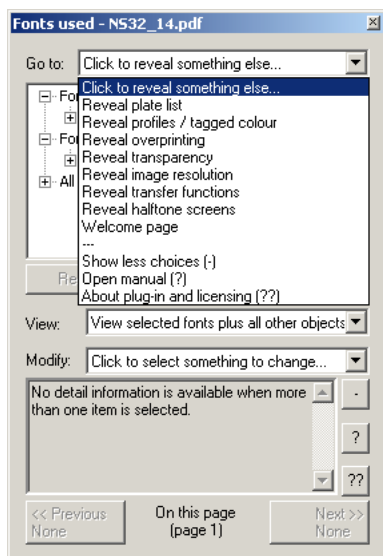 Fonts used - NS32_14.pdf
Go to: Click to reveal something else...
Click to reveal something else...
Reveal plate list
Reveal profiles / tagged colour
Reveal overprinting
Reveal transparency
Reveal image resolution
Reveal transfer functions
Reveal halftone screens
Welcome page
---
Show less choices (-)
Open manual (?)
About plug-in and licensing (??)
All
View: View selected fonts plus all other objects
Modify: Click to select something to change...
No detail information is available when more
than one item is selected.
-
?
??
<< Previous
None
On this page
(page 1)
Next >>
None